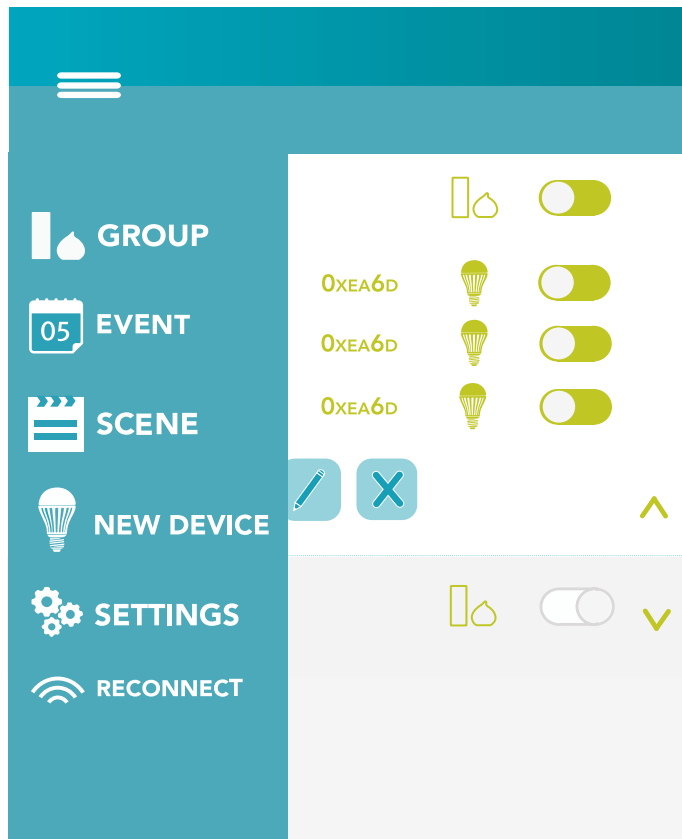 GROUP
0XEA6D
05 EVENT
0XEA6D
0XEA6D
SCENE
NEW DEVICE
SETTINGS
RECONNECT